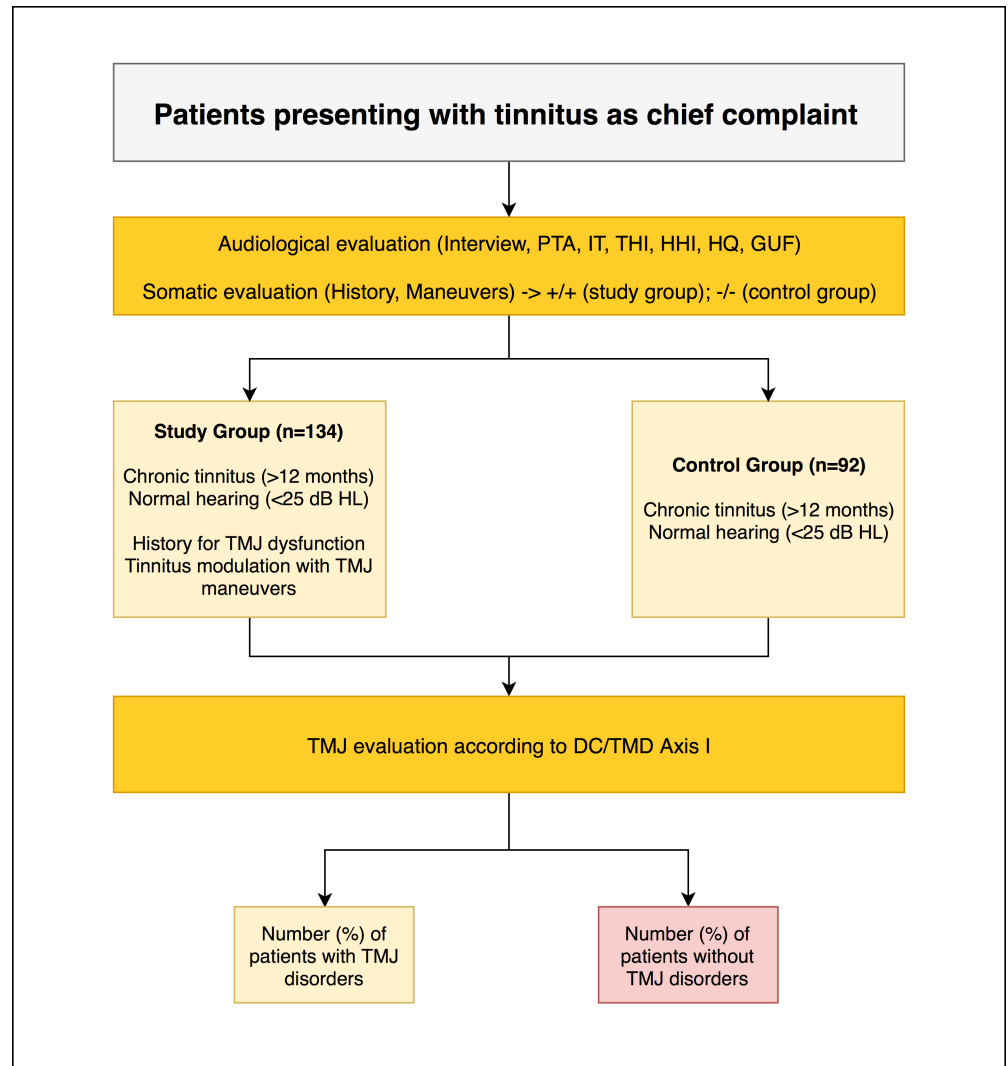 Patients presenting with tinnitus as chief complaint
Audiological evaluation (Interview, PTA, IT, THI, HHI, HQ, GUF)
Somatic evaluation (History, Maneuvers) -> +/+ (study group); -/- (control group)
Study Group (n=134)
Chronic tinnitus (>12 months)
Normal hearing (<25 dB HL)
History for TMJ dysfunction
Tinnitus modulation with TMJ
maneuvers
Control Group (n=92)
Chronic tinnitus (>12 months)
Normal hearing (<25 dB HL)
TMJ evaluation according to DC/TMD Axis I
Number (%) of
patients with TMJ
disorders
Number (%) of
patients without
TMJ disorders